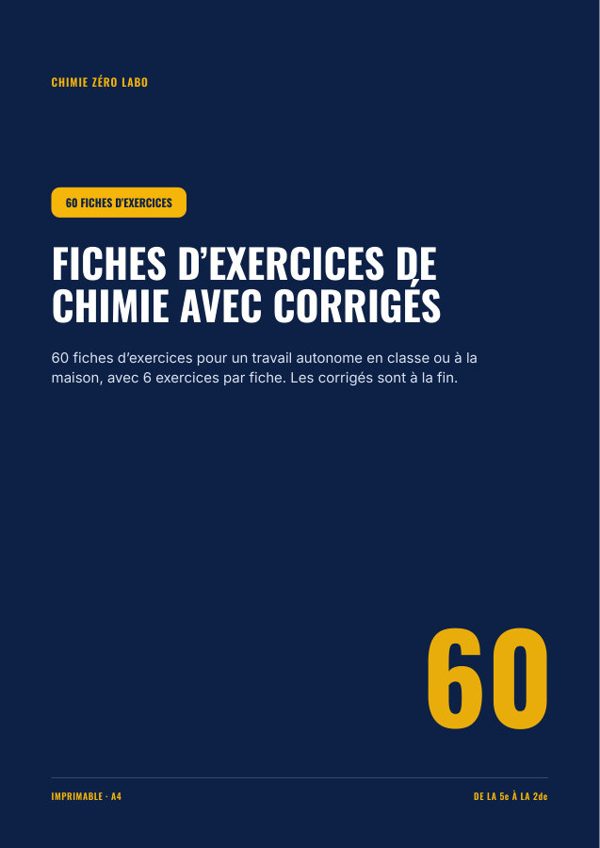 CHIMIE ZÉRO LABO
60 FICHES D'EXERCICES
FICHES D’EXERCICES DE
CHIMIE AVEC CORRIGÉS
60 fiches d’exercices pour un travail autonome en classe ou à la
maison, avec 6 exercices par fiche. Les corrigés sont à la fin.
60
IMPRIMABLE · A4
DE LA 5e À LA 2de